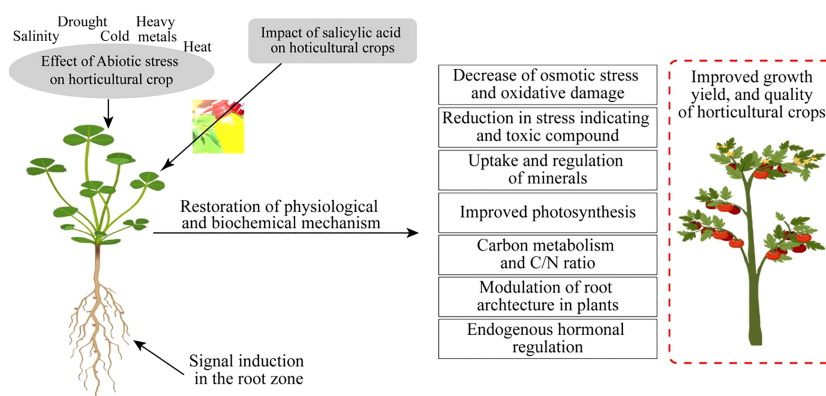 Drought
Heavy
metals
Salinity
Cold
Heat
Effect of Abiotic stress
on horticultural crop
Impact of salicylic acid
on hoticultural crops
Restoration of physiological
and biochemical mechanism
Signal induction
in the root zone
Decrease of osmotic stress
and oxidative damage
Reduction in stress indicating
and toxic compound
Uptake and regulation
of minerals
Improved photosynthesis
Carbon metabolism
and C/N ratio
Modulation of root
archtecture in plants
Endogenous hormonal
regulation
Improved growth
yield, and quality
of horticultural crops